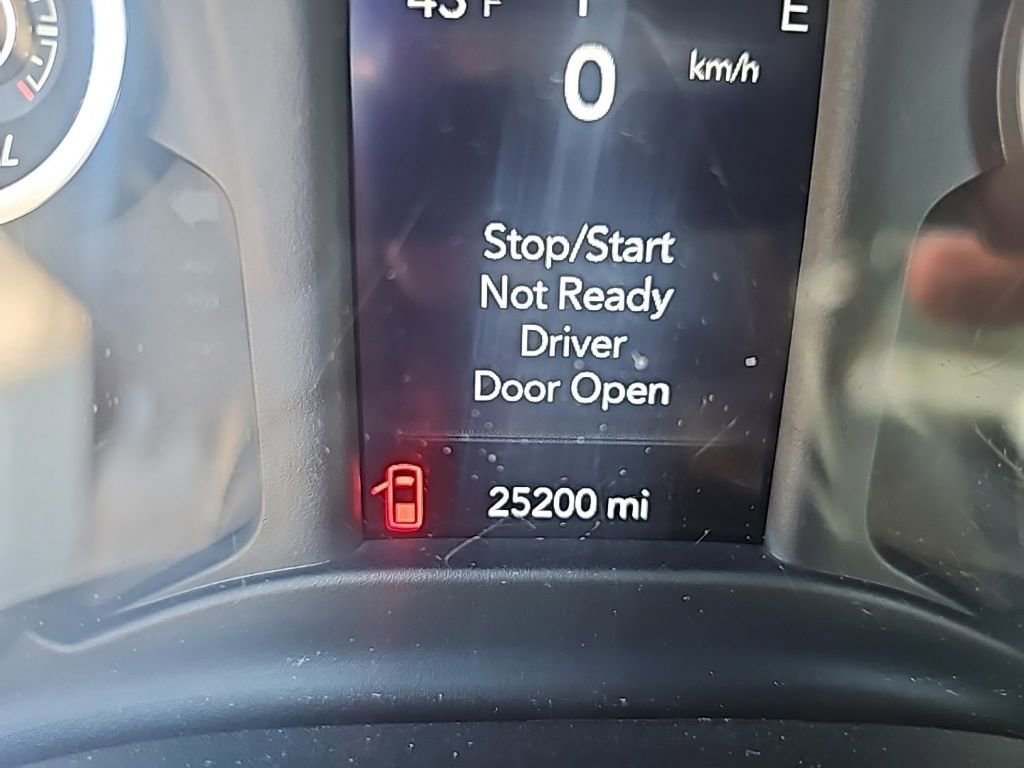 E
0 km/h
Stop/Start
Not Ready
Driver
Door Open
25200 mi